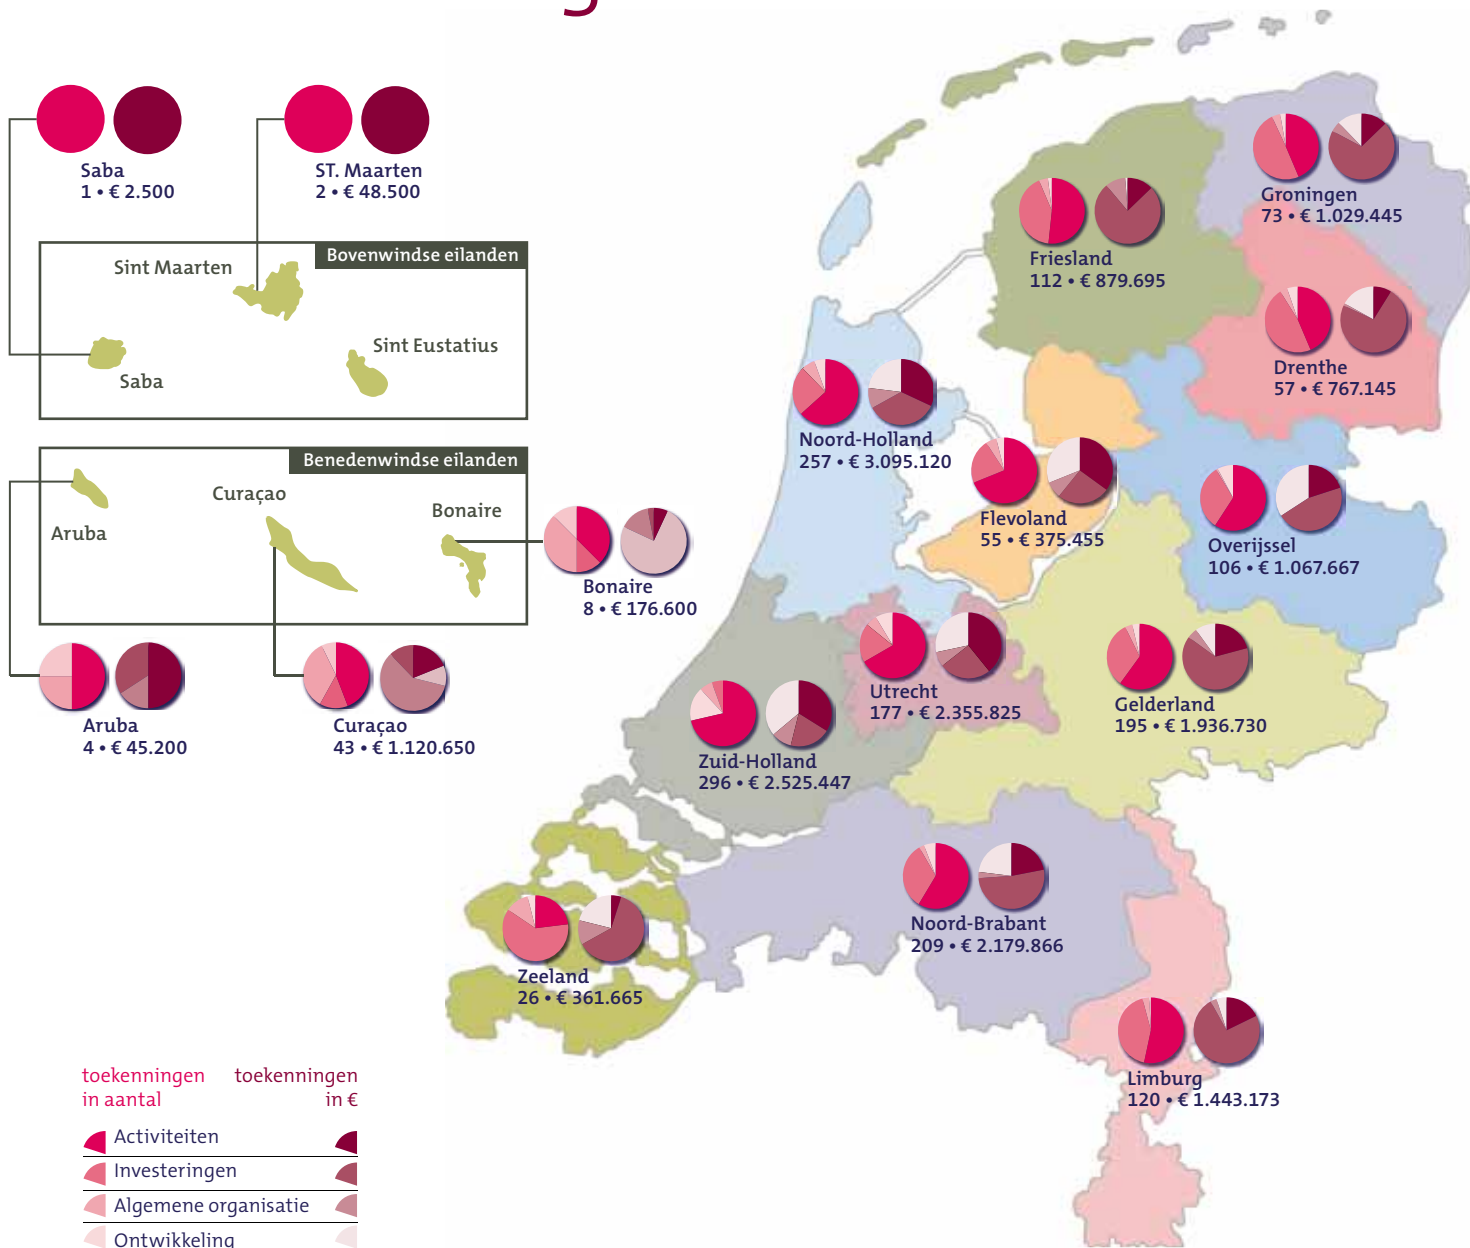 Saba
1 • € 2.500
ST. Maarten
2 • € 48.500
Bovenwindse eilanden
Sint Maarten
Sint Eustatius
Saba
Benedenwindse eilanden
Curaçao
Bonaire
Aruba
Bonaire
8 • € 176.600
Aruba
4 • € 45.200
Curaçao
43 • € 1.120.650
Groningen
73 • € 1.029.445
Friesland
112 • € 879.695
Drenthe
57 • € 767.145
Noord-Holland
257 • € 3.095.120
Flevoland
55 • € 375.455
Overijssel
106 • € 1.067.667
Utrecht
177 • € 2.355.825
Gelderland
195 • € 1.936.730
Zuid-Holland
296 • € 2.525.447
Noord-Brabant
209 • € 2.179.866
Zeeland
26 • € 361.665
Limburg
120 • € 1.443.173
toekenningen toekenningen
in aantal in €
Activiteiten
Investeringen
Algemene organisatie
Ontwikkeling